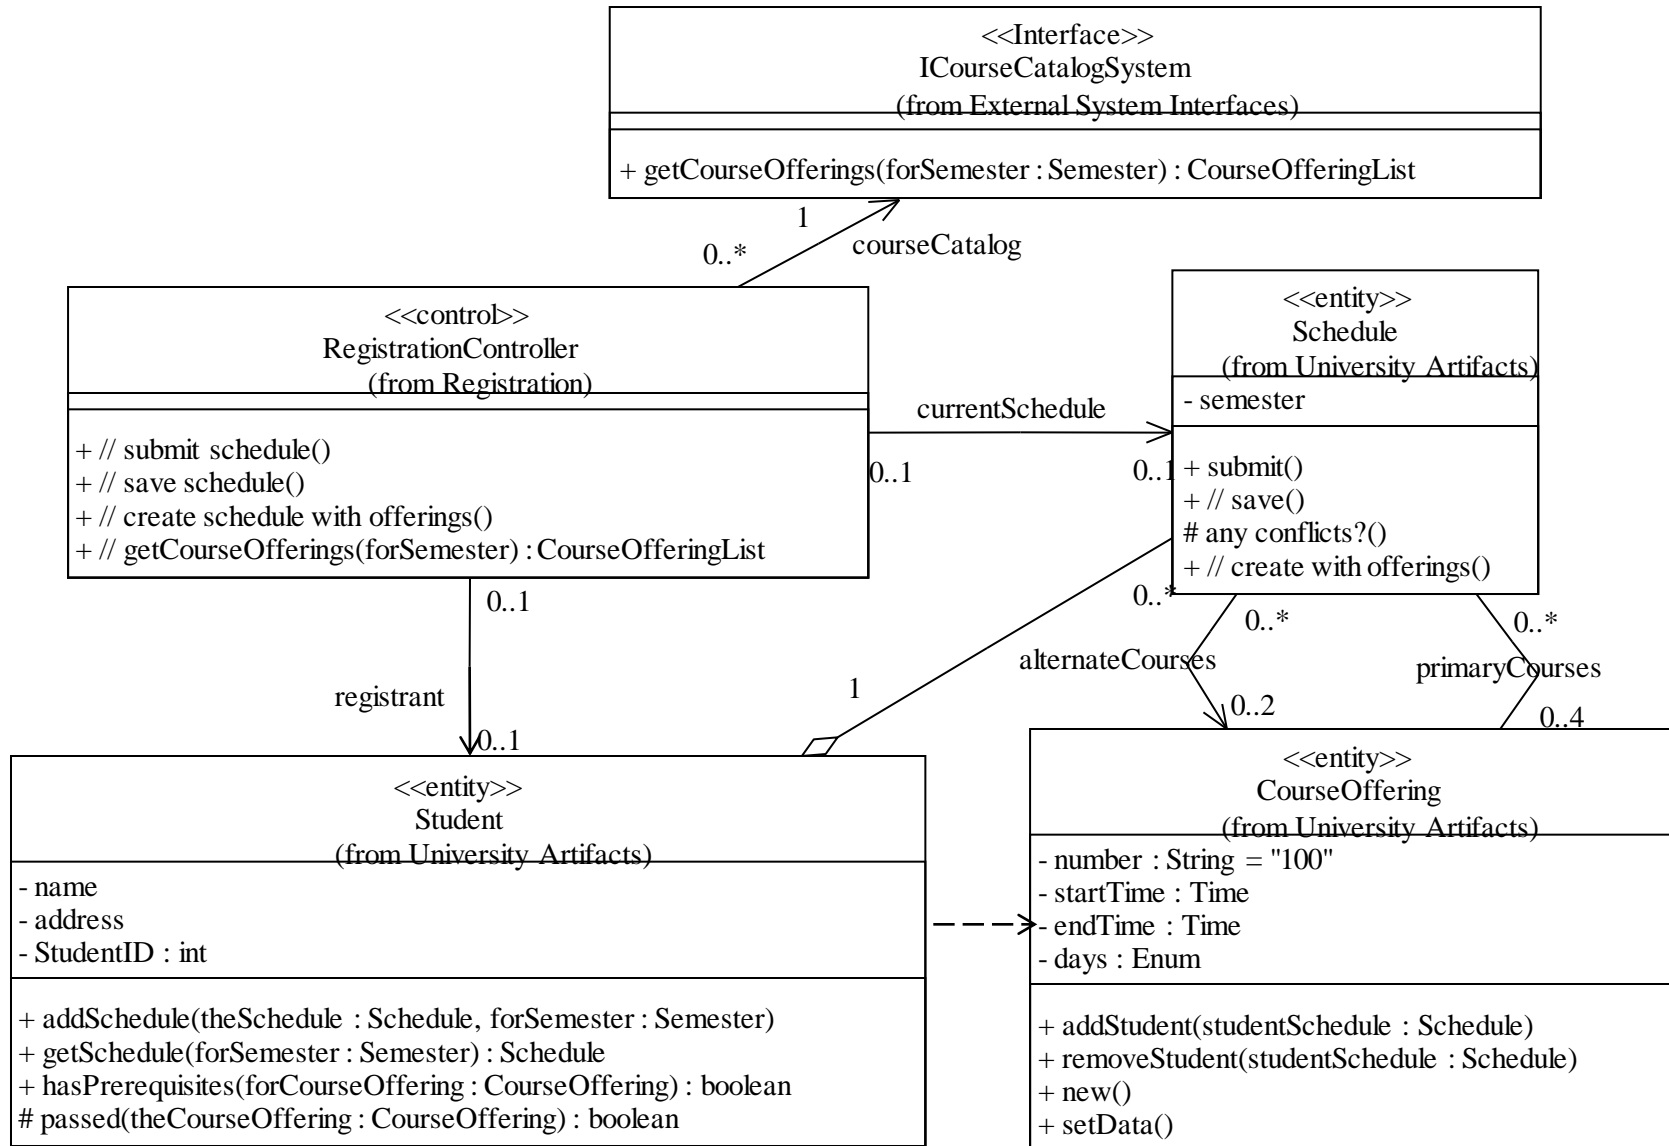 <<Interface>>
ICourseCatalogSystem
(from External System Interfaces)
+ getCourseOfferings(forSemester : Semester) : CourseOfferingList
1
0..*
courseCatalog
<<control>>
RegistrationController
(from Registration)
+ // submit schedule()
+ // save schedule()
+ // create schedule with offerings()
+ // getCourseOfferings(forSemester) : CourseOfferingList
currentSchedule
0..1
0..1
<<entity>>
Schedule
(from University Artifacts)
- semester
+ submit()
+ // save()
# any conflicts?()
+ // create with offerings()
0..1
registrant
0..1
0..*
1
0..*
alternateCourses
0..2
0..*
primaryCourses
0..4
<<entity>>
Student
(from University Artifacts)
- name
- address
- StudentID : int
+ addSchedule(theSchedule : Schedule, forSemester : Semester)
+ getSchedule(forSemester : Semester) : Schedule
+ hasPrerequisites(forCourseOffering : CourseOffering) : boolean
# passed(theCourseOffering : CourseOffering) : boolean
<<entity>>
CourseOffering
(from University Artifacts)
- number : String = "100"
- startTime : Time
- endTime : Time
- days : Enum
+ addStudent(studentSchedule : Schedule)
+ removeStudent(studentSchedule : Schedule)
+ new()
+ setData()